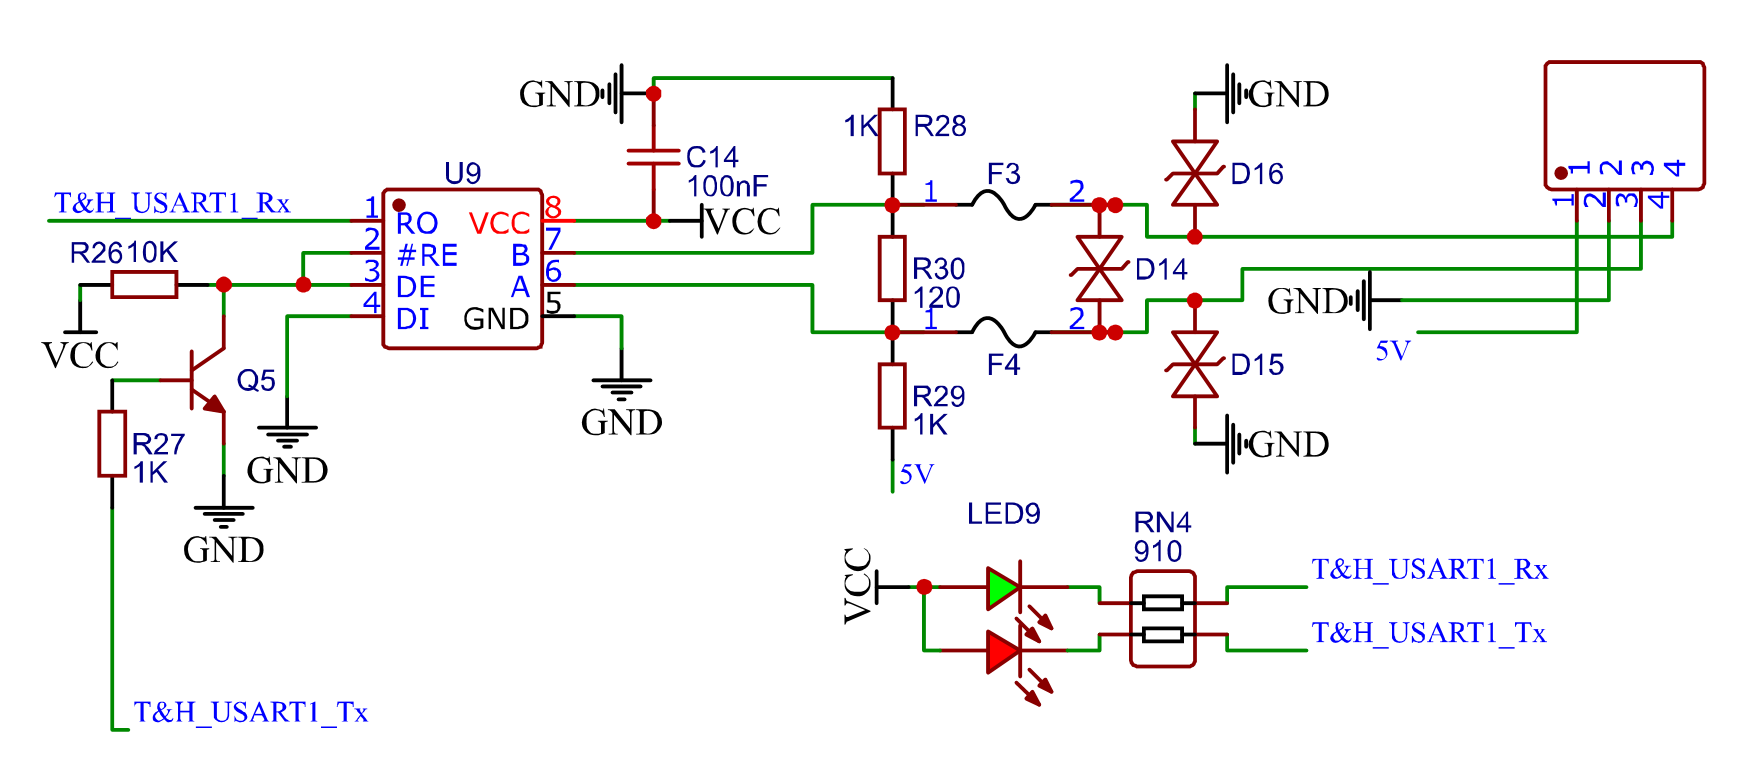 GND
C14
100nF
VCC
U9
T&H_USART1_Rx
1 RO
2 #RE
3 DE
4 DI
VCC 8
B 7
A 6
GND 5
R26 10K
VCC
Q5
R27
1K
GND
GND
GND
T&H_USART1_Tx
1K R28
R30
120
R29
1K
5V
1 F3 2
1 F4 2
D14
GND
D16
D15
GND
1 2 3 4
1 2 3 4
GND
5V
LED9
RN4
910
VCC
T&H_USART1_Rx
T&H_USART1_Tx